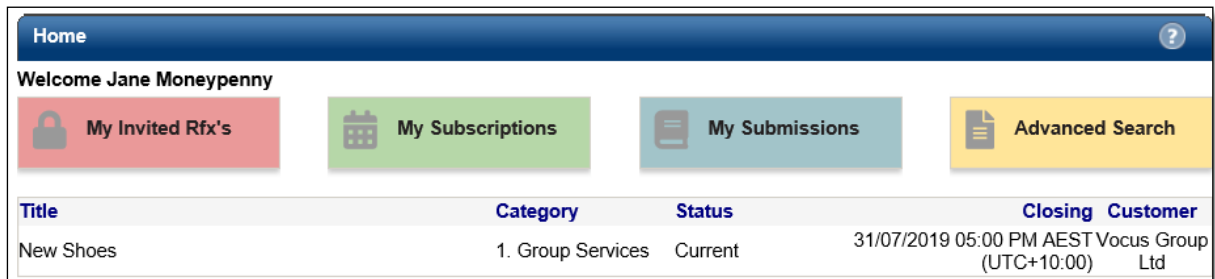 Home ?
Welcome Jane Moneypenny
My Invited Rfx's My Subscriptions My Submissions Advanced Search
Title Category Status Closing Customer
New Shoes 1. Group Services Current 31/07/2019 05:00 PM AEST Vocus Group
(UTC+10:00) Ltd